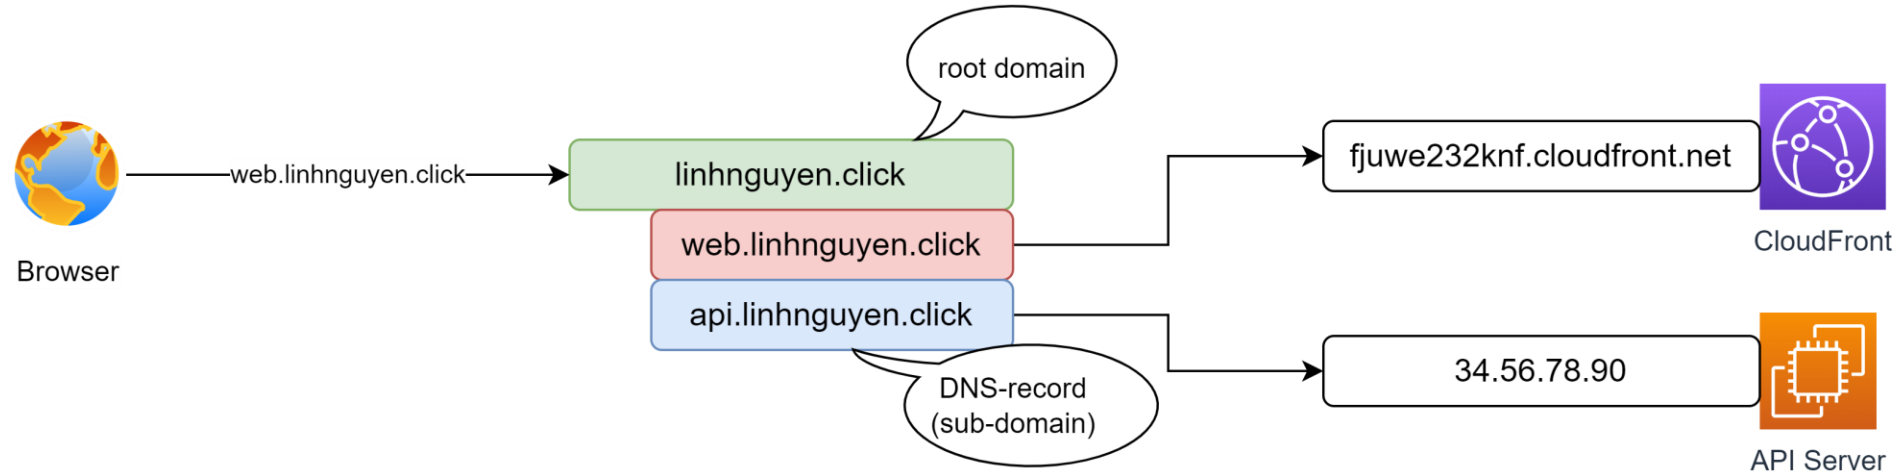 root domain
web.linhnguyen.click
linhnguyen.click
fjuwe232knf.cloudfront.net
web.linhnguyen.click
CloudFront
Browser
api.linhnguyen.click
34.56.78.90
DNS-record
(sub-domain)
API Server